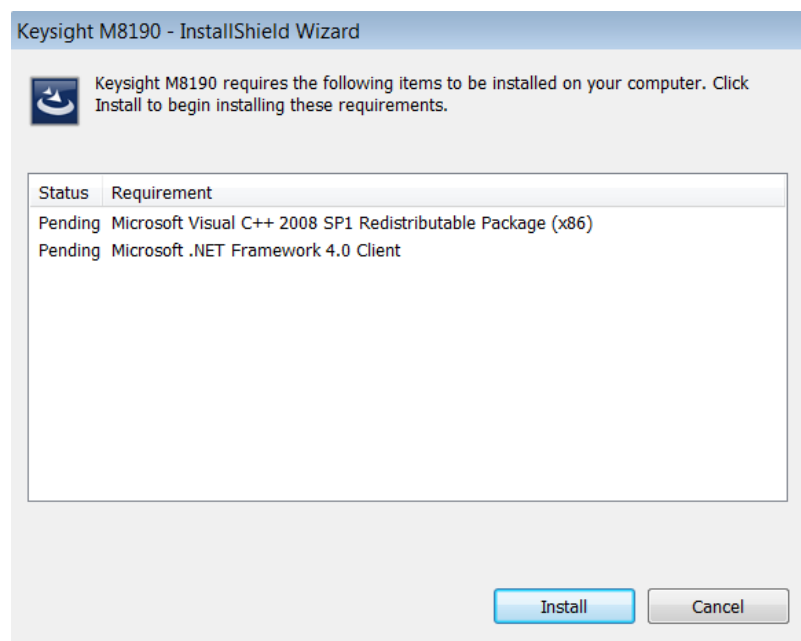 Keysight M8190 - InstallShield Wizard
Keysight M8190 requires the following items to be installed on your computer. Click
Install to begin installing these requirements.
Status Requirement
Pending Microsoft Visual C++ 2008 SP1 Redistributable Package (x86)
Pending Microsoft .NET Framework 4.0 Client
Install Cancel